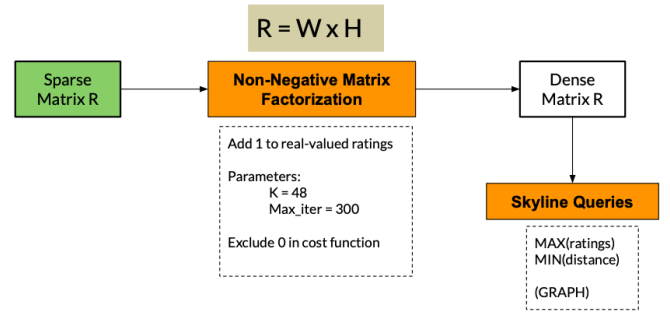 R = W x H
Sparse
Matrix R
Non-Negative Matrix
Factorization
Dense
Matrix R
Add 1 to real-valued ratings
Parameters:
K = 48
Max_iter = 300
Exclude 0 in cost function
Skyline Queries
MAX(ratings)
MIN(distance)
(GRAPH)